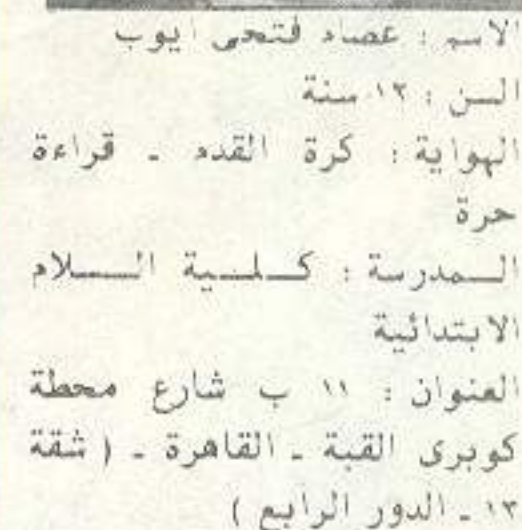 الاسم : عصام فتحى ايوب
السن : ١٢ سنة
الهواية : كرة القدم ـ قراءة
حرة
المدرسة : كلية السلام
الابتدائية
العنوان : ١١ ب شارع محطة
كوبرى القبة ـ القاهرة ـ ( شقة
١٣ ـ الدور الرابع )